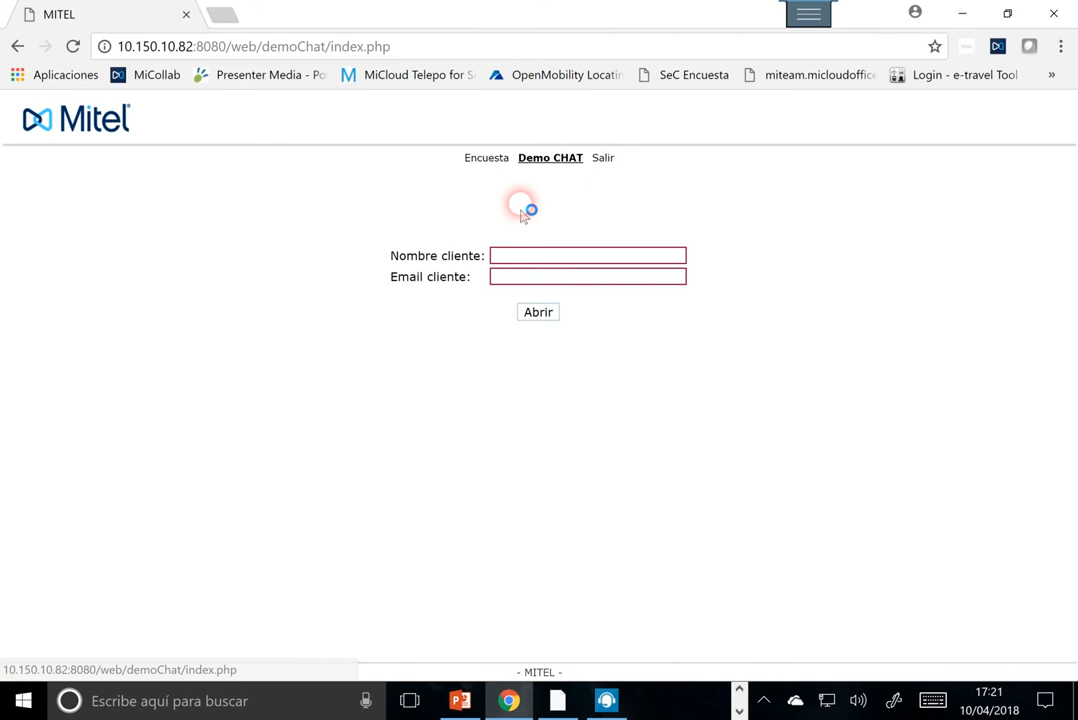 MITEL
10.150.10.82:8080/web/demoChat/index.php
Aplicaciones MiCollab Presenter Media - Po MiCloud Telepo for S OpenMobility Locatin SeC Encuesta miteam.micloudoffice Login - e-travel Tool »
Mitel
Encuesta Demo CHAT Salir
Nombre cliente:
Email cliente:
Abrir
10.150.10.82:8080/web/demoChat/index.php
- MITEL -
Escribe aquí para buscar
17:21
10/04/2018